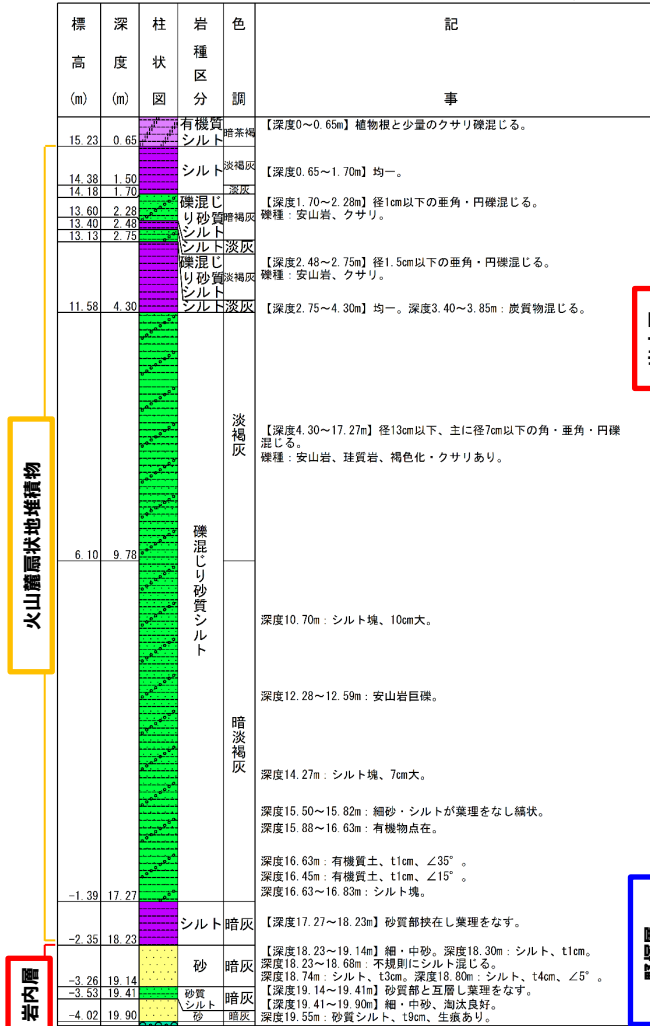 標高(m) 深度(m) 柱状図 岩種区分 色調 記事
15.23 0.65 有機質シルト 暗茶褐 【深度0〜0.65m】植物根と少量のクサリ礫混じる。
シルト 淡褐灰 【深度0.65〜1.70m】均一。
14.38 1.50
14.18 1.70 淡灰
礫混じり砂質シルト 暗褐灰 【深度1.70〜2.28m】径1cm以下の亜角・円礫混じる。
13.60 2.28 礫種：安山岩、クサリ。
13.40 2.48
13.13 2.75 シルト 淡灰
礫混じり砂質シルト 淡褐灰 【深度2.48〜2.75m】径1.5cm以下の亜角・円礫混じる。
礫種：安山岩、クサリ。
11.58 4.30 シルト 淡灰 【深度2.75〜4.30m】均一。深度3.40〜3.85m：炭質物混じる。
淡褐灰
【深度4.30〜17.27m】径13cm以下、主に径7cm以下の角・亜角・円礫
混じる。
礫種：安山岩、珪質岩、褐色化・クサリあり。
火山麓扇状地堆積物
6.10 9.78
礫混じり砂質シルト
深度10.70m：シルト塊、10cm大。
深度12.28〜12.59m：安山岩巨礫。
暗淡褐灰
深度14.27m：シルト塊、7cm大。
深度15.50〜15.82m：細砂・シルトが葉理をなし縞状。
深度15.88〜16.63m：有機物点在。
深度16.63m：有機質土、t1cm、∠35°。
深度16.45m：有機質土、t1cm、∠15°。
深度16.63〜16.83m：シルト塊。
-1.39 17.27
シルト 暗灰 【深度17.27〜18.23m】砂質部挟在し葉理をなす。
-2.35 18.23
岩内層
砂 暗灰 【深度18.23〜19.14m】細・中砂。深度18.30m：シルト、t1cm。
深度18.23〜18.68m：不規則にシルト混じる。
深度18.74m：シルト、t3cm。深度18.80m：シルト、t4cm、∠5°。
-3.26 19.14
-3.53 19.41 砂質シルト 暗灰 【深度19.14〜19.41m】砂質部と互層し葉理をなす。
【深度19.41〜19.90m】細・中砂、淘汰良好。
-4.02 19.90 砂 暗灰 深度19.55m：砂質シルト、t9cm、生痕あり。